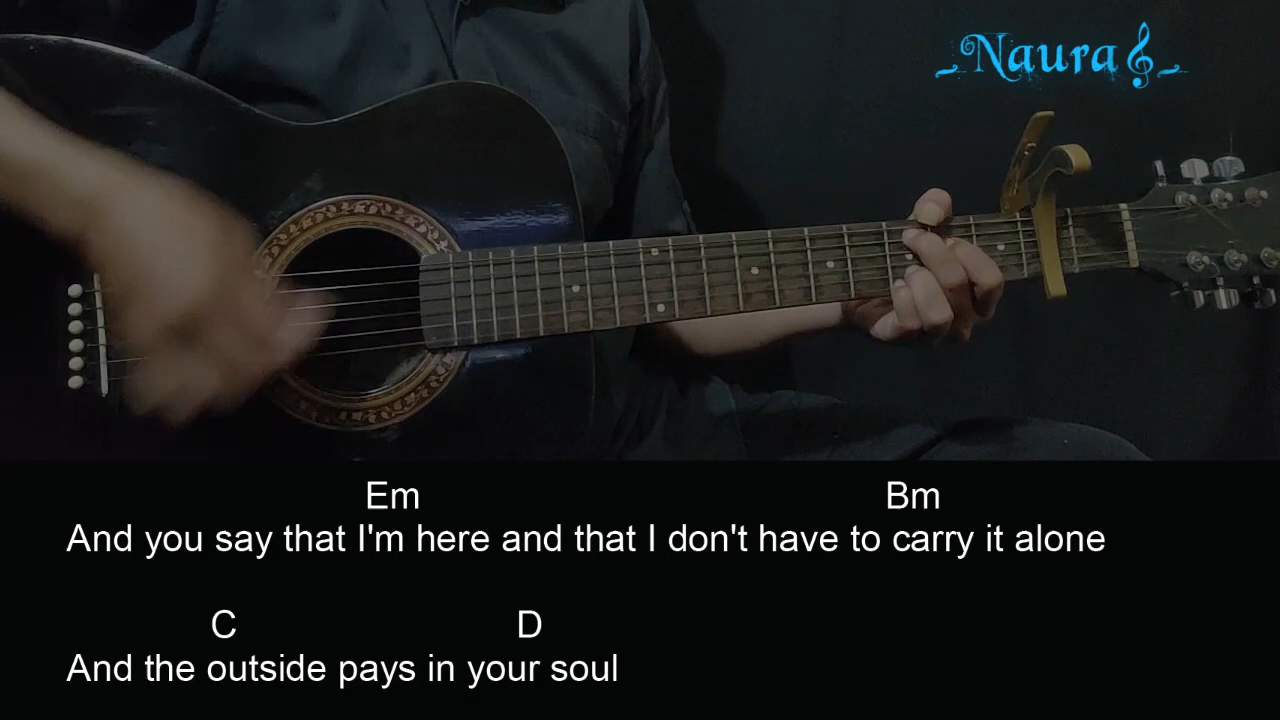 Naura
Em Bm
And you say that I'm here and that I don't have to carry it alone
C D
And the outside pays in your soul